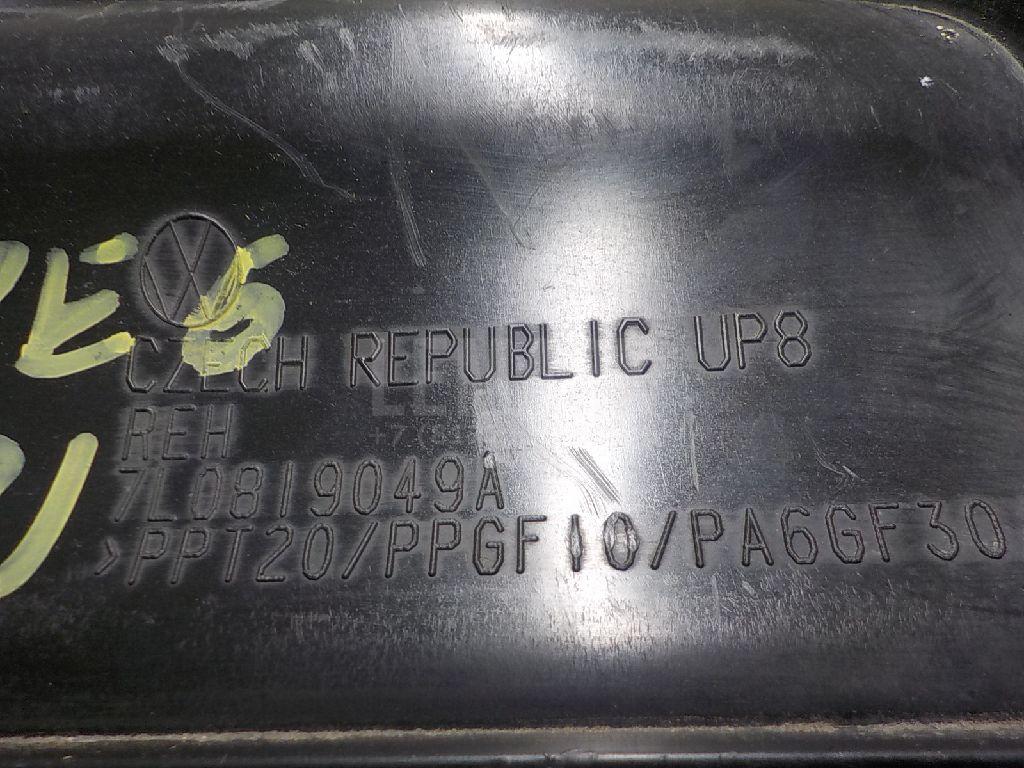 CZECH REPUBLIC UP8
REH
7L0819049A
>PPT20/PPGF10/PA6GF30